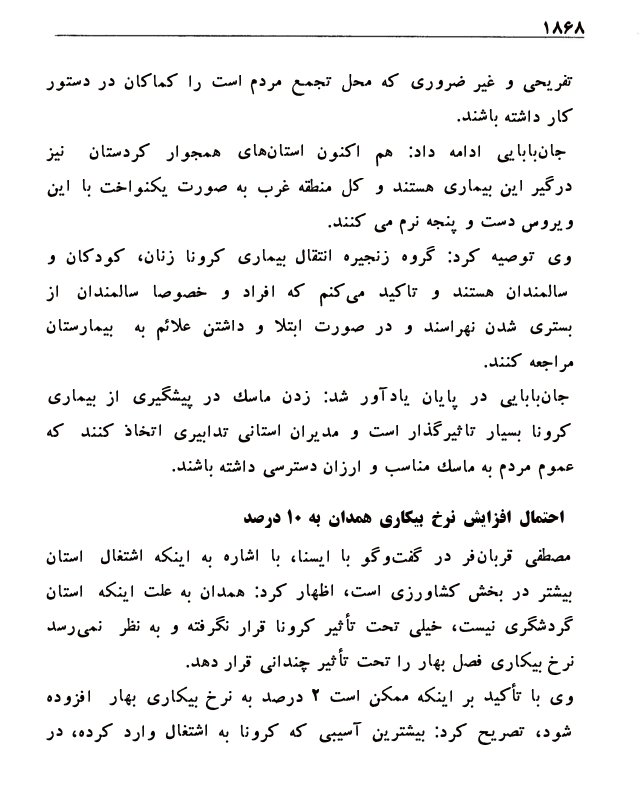 ۱۸۶۸
تفریحی و غیر ضروری که محل تجمع مردم است را کماکان در دستور
کار داشته باشند.
جان‌بابایی ادامه داد: هم اکنون استان‌های همجوار کردستان نیز
درگیر این بیماری هستند و کل منطقه غرب به صورت یکنواخت با این
ویروس دست و پنجه نرم می کنند.
وی توصیه کرد: گروه زنجیره انتقال بیماری کرونا زنان، کودکان و
سالمندان هستند و تاکید می‌کنم که افراد و خصوصا سالمندان از
بستری شدن نهراسند و در صورت ابتلا و داشتن علائم به بیمارستان
مراجعه کنند.
جان‌بابایی در پایان یادآور شد: زدن ماسك در پیشگیری از بیماری
کرونا بسیار تاثیرگذار است و مدیران استانی تدابیری اتخاذ کنند که
عموم مردم به ماسك مناسب و ارزان دسترسی داشته باشند.
احتمال افزایش نرخ بیکاری همدان به ۱۰ درصد
مصطفی قربان‌فر در گفت‌وگو با ایسنا، با اشاره به اینکه اشتغال استان
بیشتر در بخش کشاورزی است، اظهار کرد: همدان به علت اینکه استان
گردشگری نیست، خیلی تحت تأثیر کرونا قرار نگرفته و به نظر نمی‌رسد
نرخ بیکاری فصل بهار را تحت تأثیر چندانی قرار دهد.
وی با تأکید بر اینکه ممکن است ۲ درصد به نرخ بیکاری بهار افزوده
شود، تصریح کرد: بیشترین آسیبی که کرونا به اشتغال وارد کرده، در